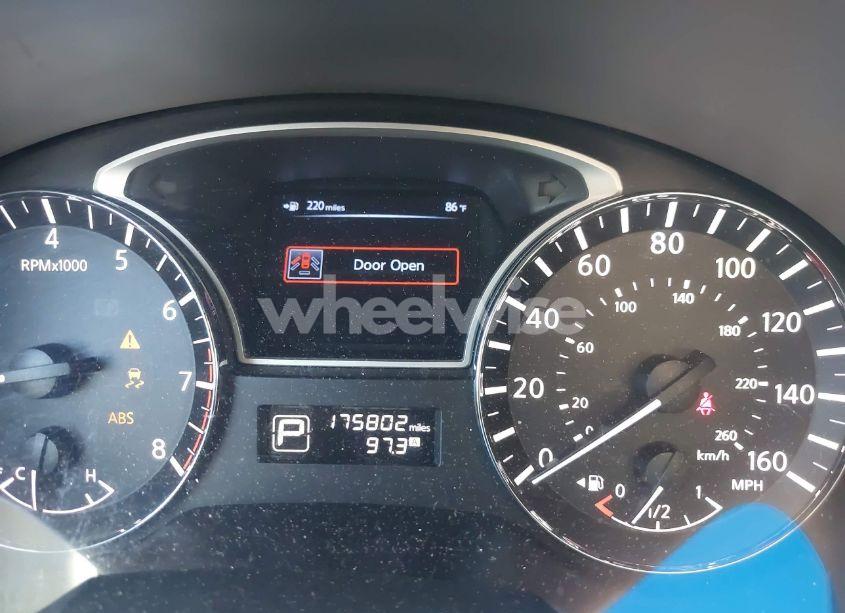 220 miles 86 °F
Door Open
wheelwise
4 5 6 7 8
RPMx1000
ABS
C H
P 175802 miles
97.3 A
0 20 40 60 80 100 120 140 160
0 20 60 100 140 180 220 260
km/h
MPH
0 1/2 1